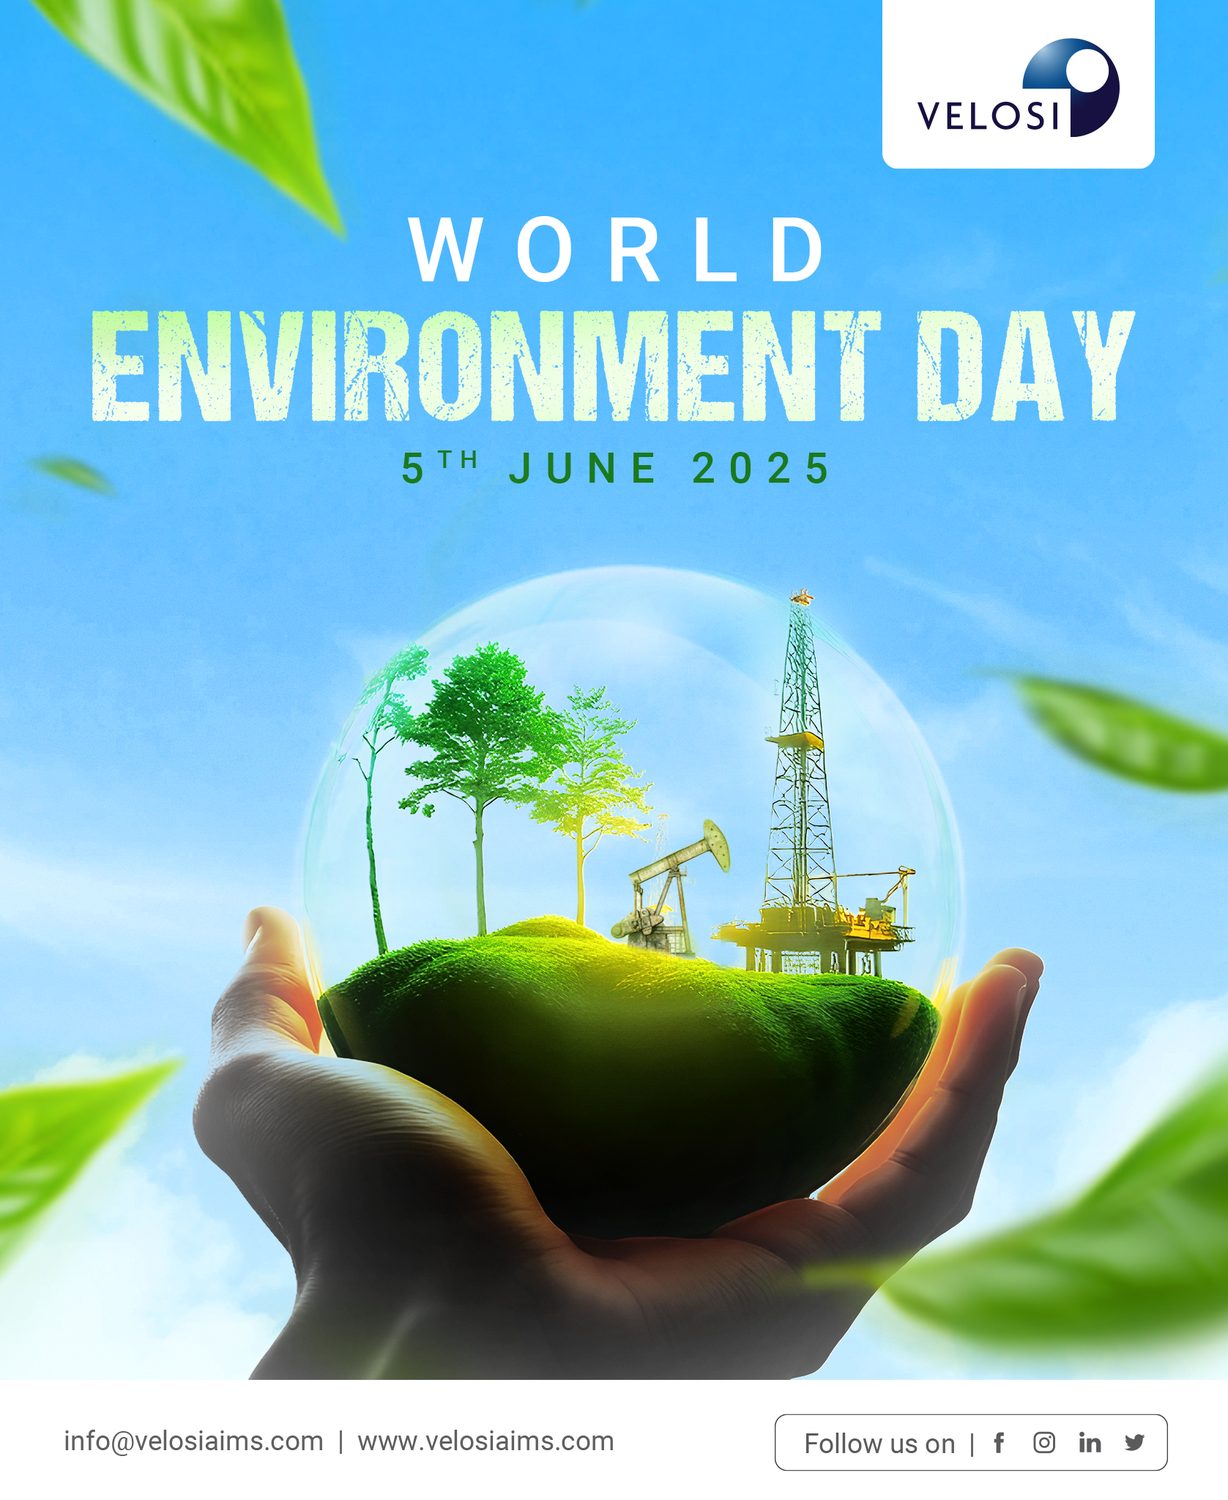 VELOSI
WORLD
ENVIRONMENT DAY
5TH JUNE 2025
info@velosiaims.com | www.velosiaims.com
Follow us on |